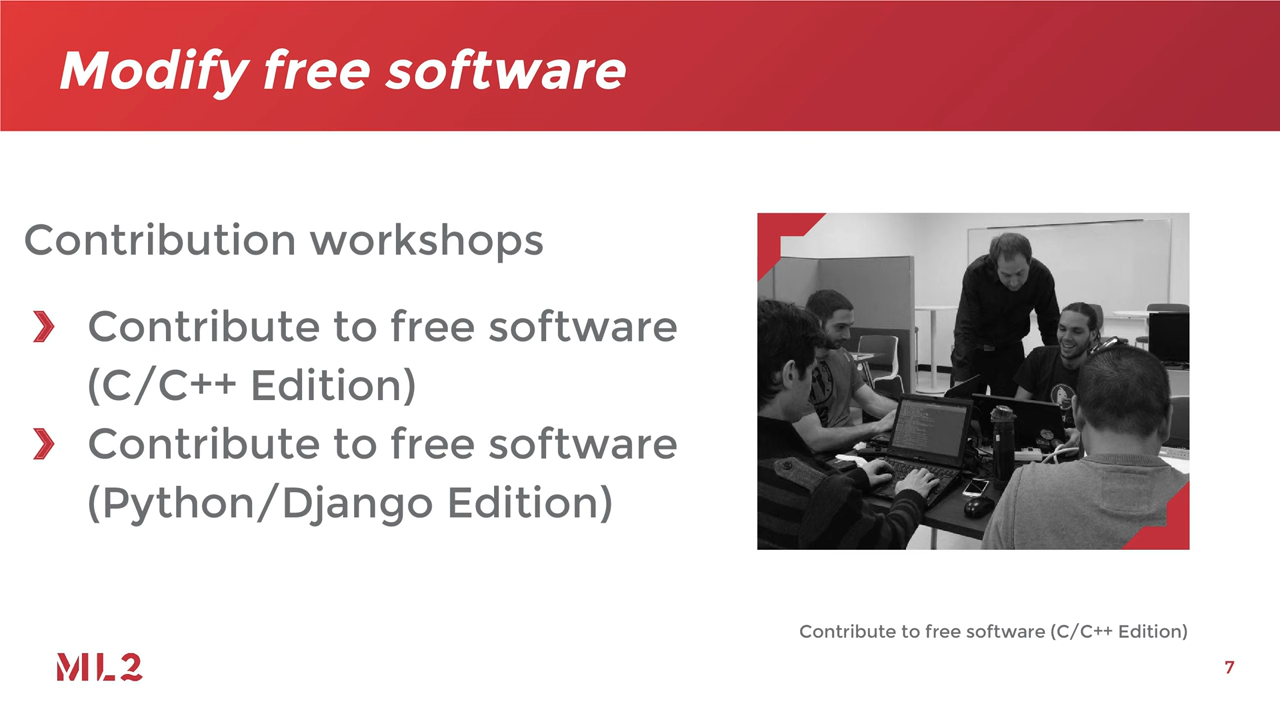 Modify free software
Contribution workshops
Contribute to free software
(C/C++ Edition)
Contribute to free software
(Python/Django Edition)
Contribute to free software (C/C++ Edition)
ML2
7